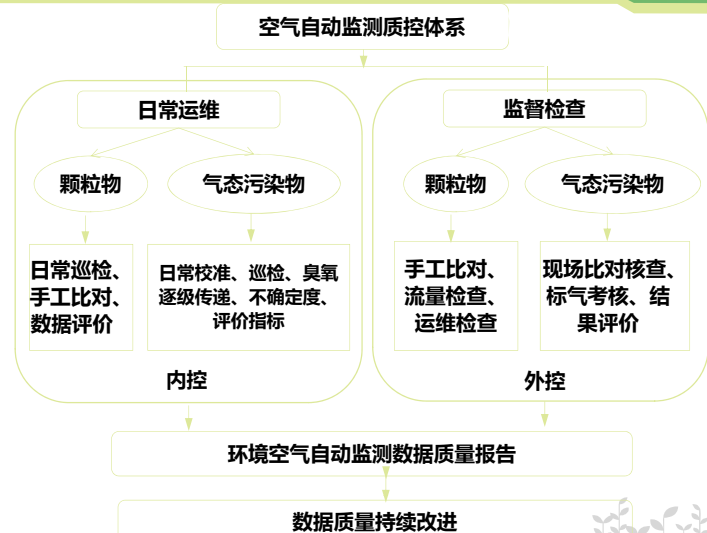 空气自动监测质控体系
日常运维
监督检查
颗粒物
气态污染物
颗粒物
气态污染物
日常巡检、
手工比对、
数据评价
日常校准、巡检、臭氧
逐级传递、不确定度、
评价指标
手工比对、
流量检查、
运维检查
现场比对核查、
标气考核、结
果评价
内控
外控
环境空气自动监测数据质量报告
数据质量持续改进